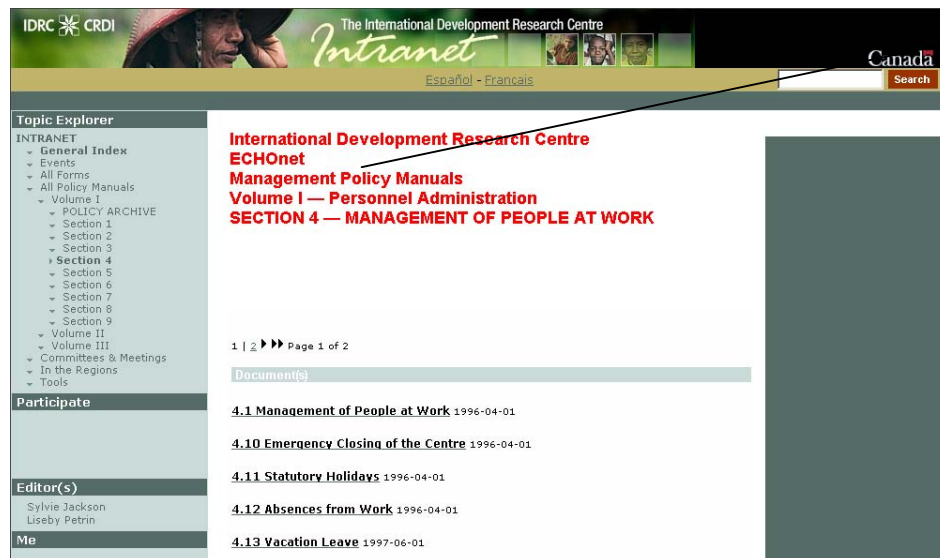 IDRC CRDI
The International Development Research Centre
Intranet
Canada
Español - Français
Search
Topic Explorer
INTRANET
General Index
Events
All Forms
All Policy Manuals
Volume I
POLICY ARCHIVE
Section 1
Section 2
Section 3
Section 4
Section 5
Section 6
Section 7
Section 8
Section 9
Volume II
Volume III
Committees & Meetings
In the Regions
Tools
Participate
Editor(s)
Sylvie Jackson
Liseby Petrin
Me
International Development Research Centre
ECHOnet
Management Policy Manuals
Volume I — Personnel Administration
SECTION 4 — MANAGEMENT OF PEOPLE AT WORK
1 | 2 Page 1 of 2
Document(s)
4.1 Management of People at Work 1996-04-01
4.10 Emergency Closing of the Centre 1996-04-01
4.11 Statutory Holidays 1996-04-01
4.12 Absences from Work 1996-04-01
4.13 Vacation Leave 1997-06-01